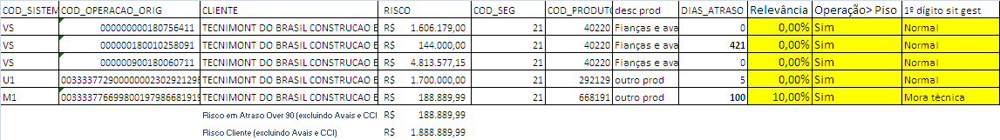 COD_SISTEM COD_OPERACAO_ORIG CLIENTE RISCO COD_SEG COD_PRODUTO desc prod DIAS_ATRASO Relevância Operação> Piso 1º dígito sit gest
VS 000000000180756411 TECNIMONT DO BRASIL CONSTRUCAO E R$ 1.606.179,00 21 40220 Fianças e ava 0 0,00% Sim Normal
VS 000000180010258091 TECNIMONT DO BRASIL CONSTRUCAO E R$ 144.000,00 21 40220 Fianças e ava 421 0,00% Sim Normal
VS 000000900180060711 TECNIMONT DO BRASIL CONSTRUCAO E R$ 4.813.577,15 21 40220 Fianças e ava 0 0,00% Sim Normal
U1 TECNIMONT DO BRASIL CONSTRUCAO E R$ 1.700.000,00 21 292129 outro prod 5 0,00% Sim Normal
M1 TECNIMONT DO BRASIL CONSTRUCAO E R$ 188.889,99 21 668191 outro prod 100 10,00% Sim Mora técnica
Risco em Atraso Over 90 (excluindo Avais e CCI R$ 188.889,99
Risco Cliente (excluindo Avais e CCI) R$ 1.888.889,99